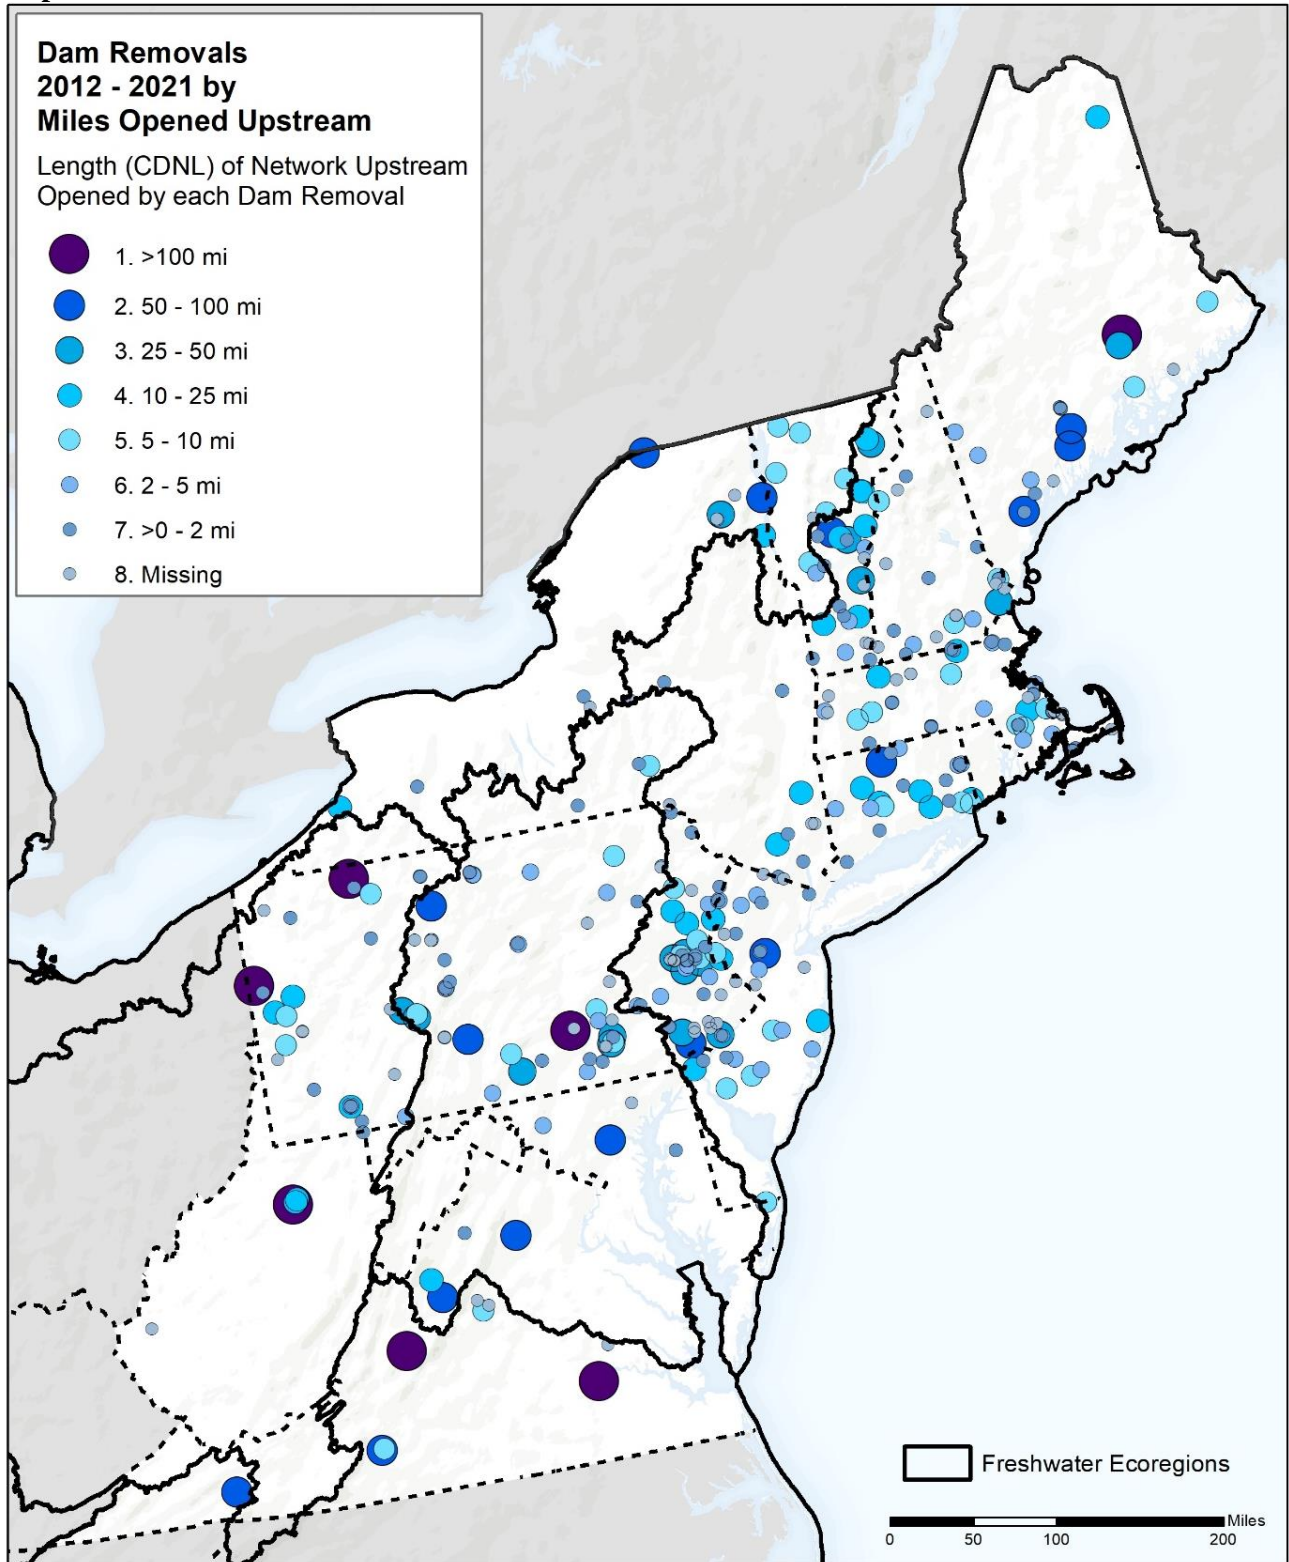 Dam Removals
2012 - 2021 by
Miles Opened Upstream
Length (CDNL) of Network Upstream
Opened by each Dam Removal
1. >100 mi
2. 50 - 100 mi
3. 25 - 50 mi
4. 10 - 25 mi
5. 5 - 10 mi
6. 2 - 5 mi
7. >0 - 2 mi
8. Missing
Freshwater Ecoregions
Miles
0 50 100 200